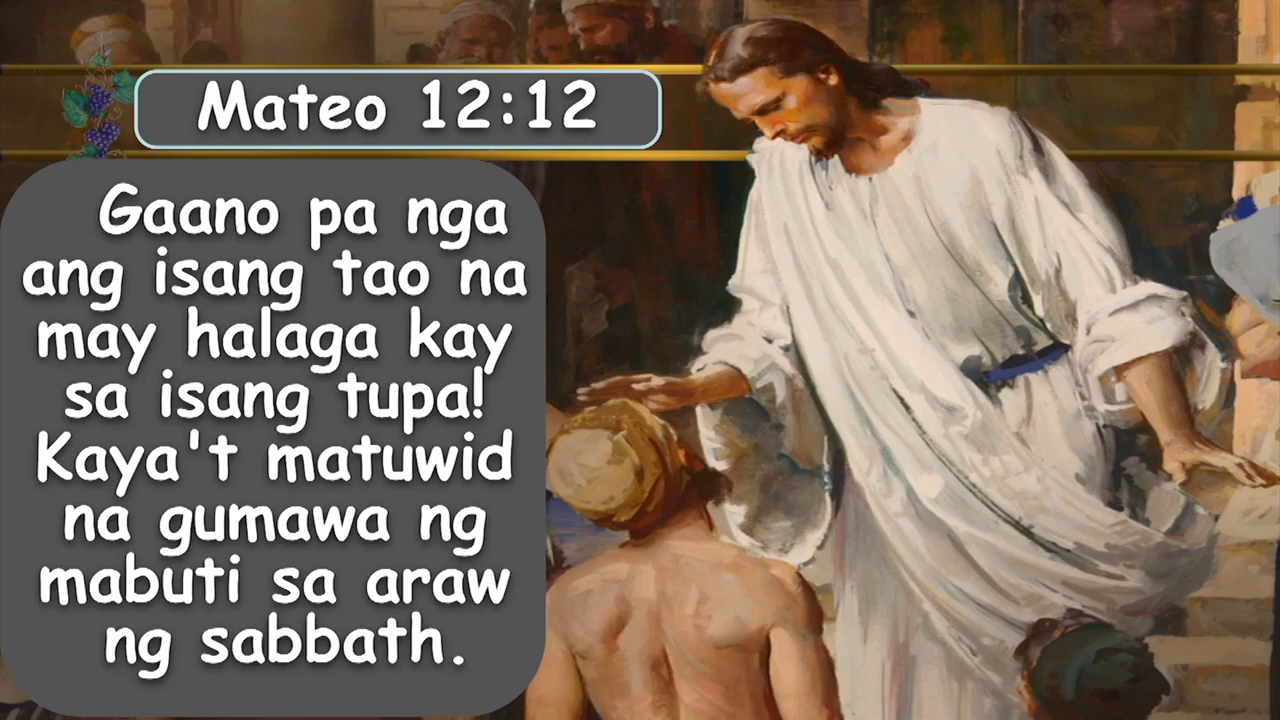 Mateo 12:12
Gaano pa nga
ang isang tao na
may halaga kay
sa isang tupa!
Kaya't matuwid
na gumawa ng
mabuti sa araw
ng sabbath.